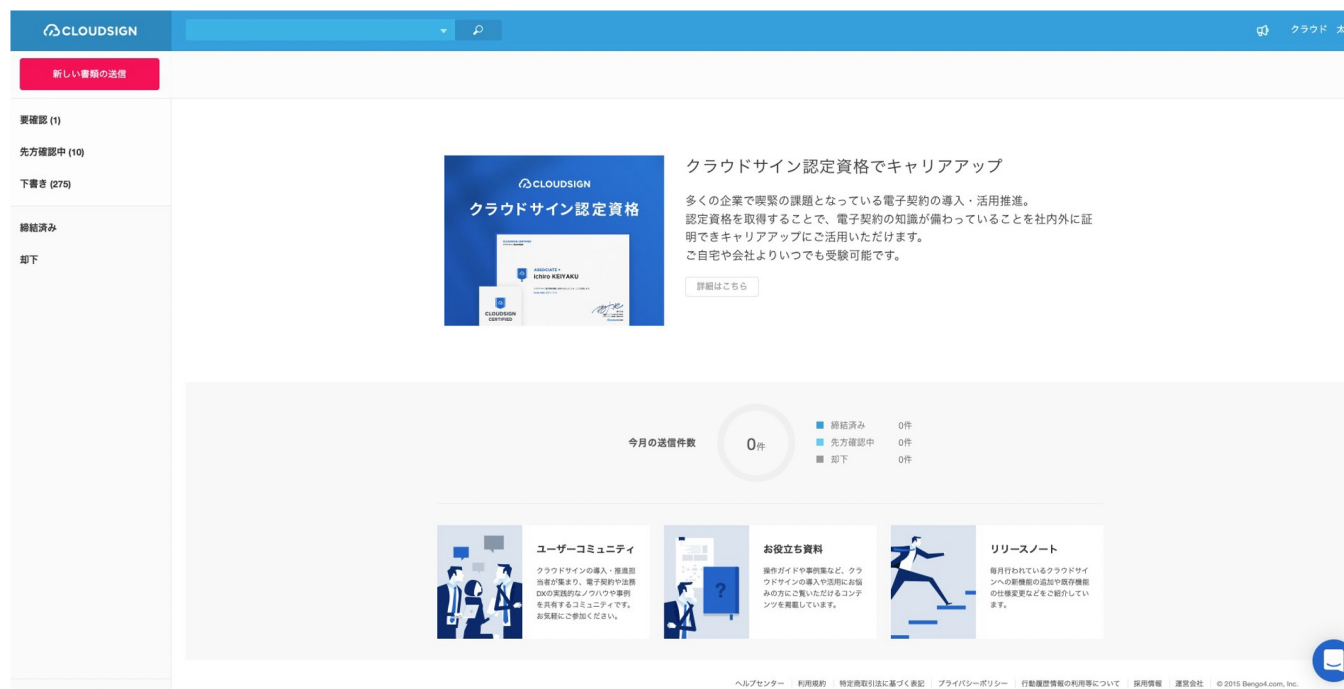 CLOUDSIGN
クラウド 太
新しい書類の送信
要確認 (1)
先方確認中 (10)
下書き (275)
締結済み
却下
CLOUDSIGN
クラウドサイン認定資格
ASSOCIATE
Ichiro KEIYAKU
CLOUDSIGN
CERTIFIED
クラウドサイン認定資格でキャリアアップ
多くの企業で喫緊の課題となっている電子契約の導入・活用推進。
認定資格を取得することで、電子契約の知識が備わっていることを社内外に証
明できキャリアアップにご活用いただけます。
ご自宅や会社よりいつでも受験可能です。
詳細はこちら
今月の送信件数
0件
締結済み 0件
先方確認中 0件
却下 0件
ユーザーコミュニティ
クラウドサインの導入・推進担
当者が集まり、電子契約や法務
DXの実践的なノウハウや事例
を共有するコミュニティです。
お気軽にご参加ください。
お役立ち資料
操作ガイドや事例集など、クラ
ウドサインの導入や活用にお悩
みの方にご覧いただけるコンテ
ンツを掲載しています。
?
リリースノート
毎月行われているクラウドサイ
ンへの新機能の追加や既存機能
の仕様変更などをご紹介してい
ます。
ヘルプセンター 利用規約 特定商取引法に基づく表記 プライバシーポリシー 行動履歴情報の利用等について 採用情報 運営会社 © 2015 Bengo4.com, Inc.